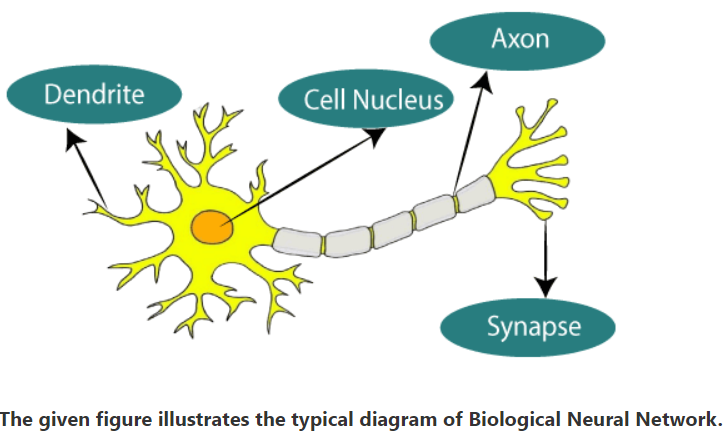 Axon
Dendrite
Cell Nucleus
Synapse
The given figure illustrates the typical diagram of Biological Neural Network.